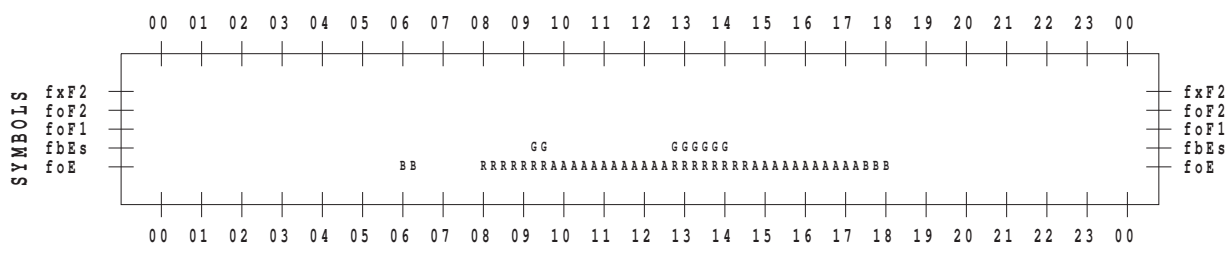 00 01 02 03 04 05 06 07 08 09 10 11 12 13 14 15 16 17 18 19 20 21 22 23 00
SYMBOLS
fxF2 fxF2
foF2 foF2
foF1 foF1
fbEs GG GGGGGG fbEs
foE BB RRRRRRRAAAAAAAAAAAARRRRRRRRAAAAAAAAAAABBB foE
00 01 02 03 04 05 06 07 08 09 10 11 12 13 14 15 16 17 18 19 20 21 22 23 00